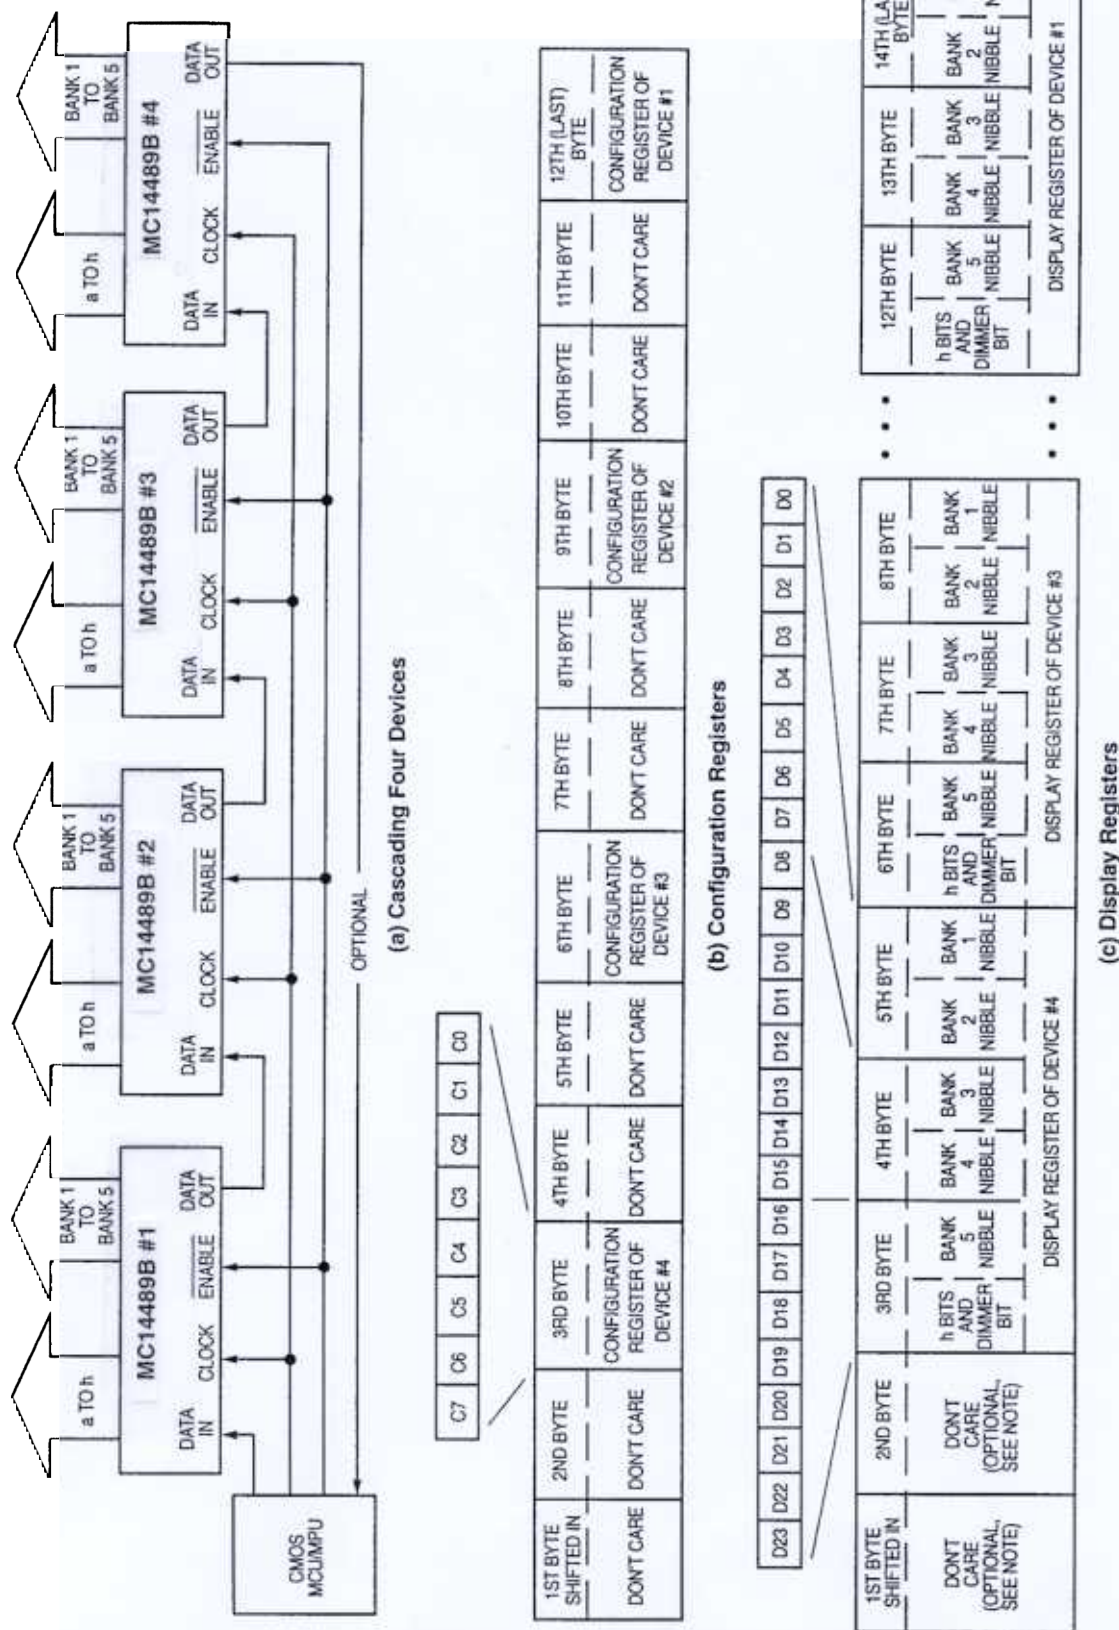 BANK 1
TO
BANK 5
a TO h
MC14489B #1
DATA
IN
CLOCK
ENABLE
DATA
OUT
BANK 1
TO
BANK 5
a TO h
MC14489B #2
DATA
IN
CLOCK
ENABLE
DATA
OUT
BANK 1
TO
BANK 5
a TO h
MC14489B #3
DATA
IN
CLOCK
ENABLE
DATA
OUT
BANK 1
TO
BANK 5
a TO h
MC14489B #4
DATA
IN
CLOCK
ENABLE
DATA
OUT
CMOS
MCU/MPU
OPTIONAL
(a) Cascading Four Devices
C7 C6 C5 C4 C3 C2 C1 C0
1ST BYTE
SHIFTED IN
DON'T CARE
2ND BYTE
DON'T CARE
3RD BYTE
CONFIGURATION
REGISTER OF
DEVICE #4
4TH BYTE
DON'T CARE
5TH BYTE
DON'T CARE
6TH BYTE
CONFIGURATION
REGISTER OF
DEVICE #3
7TH BYTE
DON'T CARE
8TH BYTE
DON'T CARE
9TH BYTE
CONFIGURATION
REGISTER OF
DEVICE #2
10TH BYTE
DON'T CARE
11TH BYTE
DON'T CARE
12TH (LAST)
BYTE
CONFIGURATION
REGISTER OF
DEVICE #1
(b) Configuration Registers
D23 D22 D21 D20 D19 D18 D17 D16 D15 D14 D13 D12 D11 D10 D9 D8 D7 D6 D5 D4 D3 D2 D1 D0
1ST BYTE
SHIFTED IN
DON'T
CARE
(OPTIONAL,
SEE NOTE)
2ND BYTE
DON'T
CARE
(OPTIONAL,
SEE NOTE)
3RD BYTE
h BITS
AND
DIMMER
BIT
BANK
5
NIBBLE
4TH BYTE
BANK
4
NIBBLE
BANK
3
NIBBLE
5TH BYTE
BANK
2
NIBBLE
BANK
1
NIBBLE
DISPLAY REGISTER OF DEVICE #4
6TH BYTE
h BITS
AND
DIMMER
BIT
BANK
5
NIBBLE
7TH BYTE
BANK
4
NIBBLE
BANK
3
NIBBLE
8TH BYTE
BANK
2
NIBBLE
BANK
1
NIBBLE
DISPLAY REGISTER OF DEVICE #3
• • •
• • •
12TH BYTE
h BITS
AND
DIMMER
BIT
BANK
5
NIBBLE
13TH BYTE
BANK
4
NIBBLE
BANK
3
NIBBLE
14TH (LA
BYTE
BANK
2
NIBBLE
DISPLAY REGISTER OF DEVICE #1
(c) Display Registers